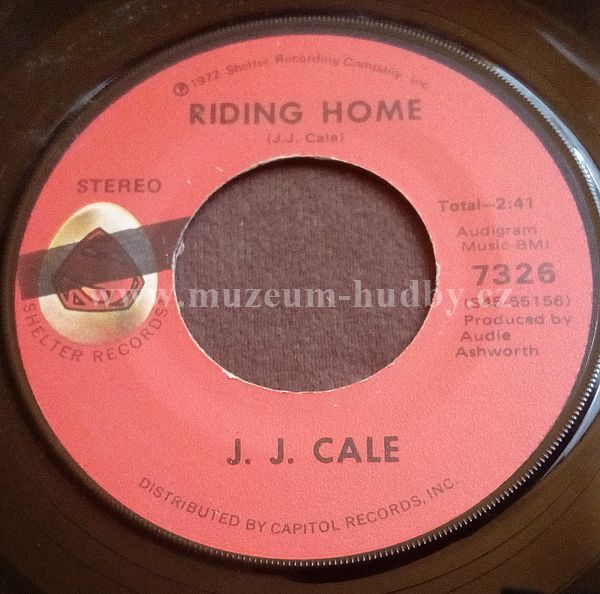 ℗ 1972 Shelter Recording Company, Inc.
RIDING HOME
(J.J. Cale)
STEREO
Total—2:41
Audigram
Music-BMI
7326
(S45-65156)
Produced by
Audie
Ashworth
SHELTER RECORDS
www.muzeum-hudby.cz
J. J. CALE
DISTRIBUTED BY CAPITOL RECORDS, INC.